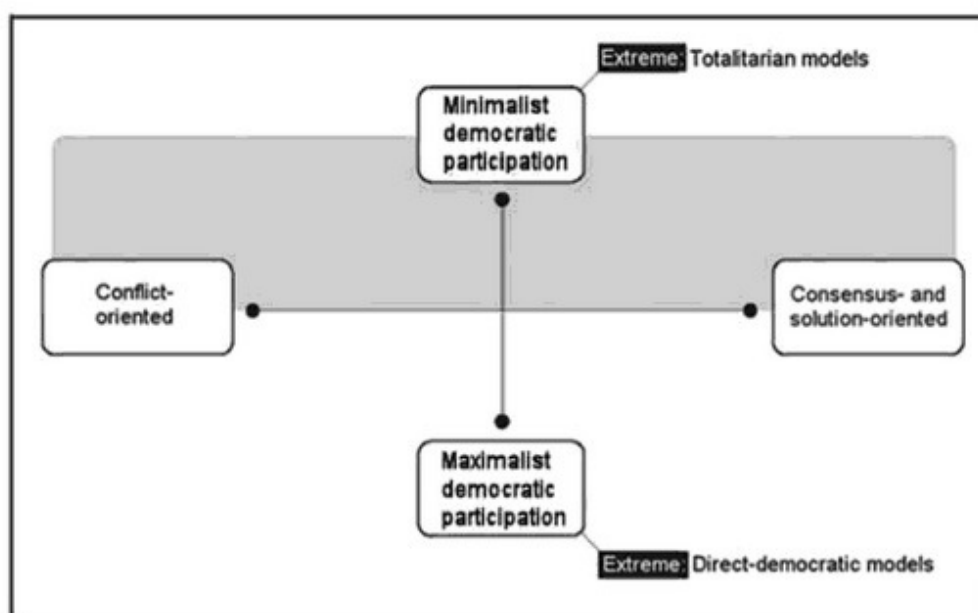 Extreme: Totalitarian models
Minimalist
democratic
participation
Conflict-
oriented
Consensus- and
solution-oriented
Maximalist
democratic
participation
Extreme: Direct-democratic models